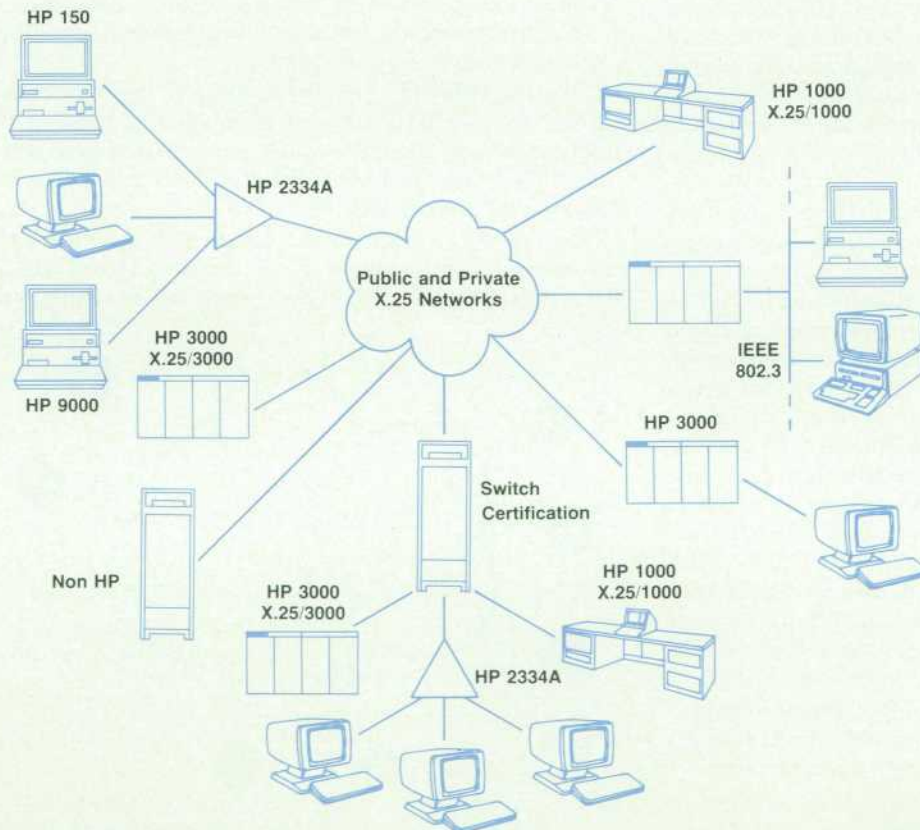 HP 150
HP 1000
X.25/1000
HP 2334A
Public and Private
X.25 Networks
HP 3000
X.25/3000
IEEE
802.3
HP 9000
HP 3000
Switch
Certification
Non HP
HP 3000
X.25/3000
HP 1000
X.25/1000
HP 2334A